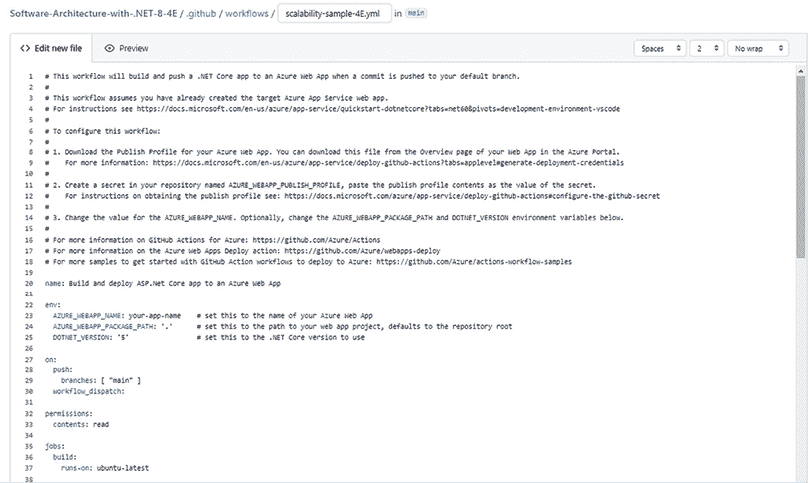 Software-Architecture-with-.NET-8-4E / .github / workflows / scalability-sample-4E.yml in main
Edit new file Preview Spaces 2 No wrap
1 # This workflow will build and push a .NET Core app to an Azure Web App when a commit is pushed to your default branch.
2 #
3 # This workflow assumes you have already created the target Azure App Service web app.
4 # For instructions see https://docs.microsoft.com/en-us/azure/app-service/quickstart-dotnetcore?tabs=net60&pivots=development-environment-vscode
5 #
6 # To configure this workflow:
7 #
8 # 1. Download the Publish Profile for your Azure Web App. You can download this file from the Overview page of your Web App in the Azure Portal.
9 #    For more information: https://docs.microsoft.com/en-us/azure/app-service/deploy-github-actions?tabs=applevel#generate-deployment-credentials
10 #
11 # 2. Create a secret in your repository named AZURE_WEBAPP_PUBLISH_PROFILE, paste the publish profile contents as the value of the secret.
12 #    For instructions on obtaining the publish profile see: https://docs.microsoft.com/azure/app-service/deploy-github-actions#configure-the-github-secret
13 #
14 # 3. Change the value for the AZURE_WEBAPP_NAME. Optionally, change the AZURE_WEBAPP_PACKAGE_PATH and DOTNET_VERSION environment variables below.
15 #
16 # For more information on GitHub Actions for Azure: https://github.com/Azure/Actions
17 # For more information on the Azure Web Apps Deploy action: https://github.com/Azure/webapps-deploy
18 # For more samples to get started with GitHub Action workflows to deploy to Azure: https://github.com/Azure/actions-workflow-samples
19
20 name: Build and deploy ASP.Net Core app to an Azure Web App
21
22 env:
23   AZURE_WEBAPP_NAME: your-app-name    # set this to the name of your Azure Web App
24   AZURE_WEBAPP_PACKAGE_PATH: '.'      # set this to the path to your web app project, defaults to the repository root
25   DOTNET_VERSION: '5'                 # set this to the .NET Core version to use
26
27 on:
28   push:
29     branches: [ "main" ]
30   workflow_dispatch:
31
32 permissions:
33   contents: read
34
35 jobs:
36   build:
37     runs-on: ubuntu-latest
38